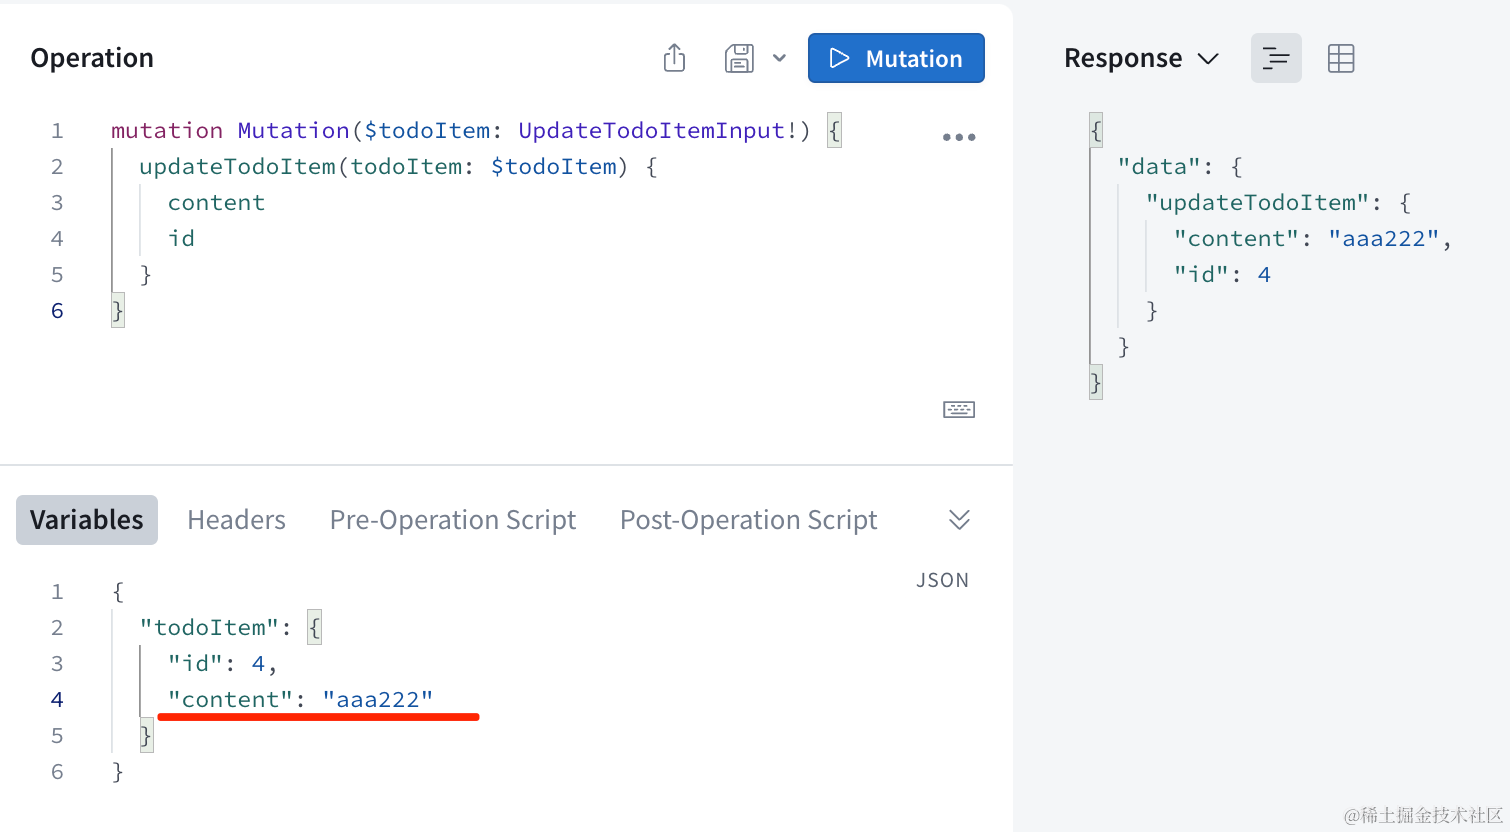 Operation
Mutation
1 mutation Mutation($todoItem: UpdateTodoItemInput!) {
2 updateTodoItem(todoItem: $todoItem) {
3 content
4 id
5 }
6 }
Variables Headers Pre-Operation Script Post-Operation Script
JSON
1 {
2 "todoItem": {
3 "id": 4,
4 "content": "aaa222"
5 }
6 }
Response
{
"data": {
"updateTodoItem": {
"content": "aaa222",
"id": 4
}
}
}
@稀土掘金技术社区